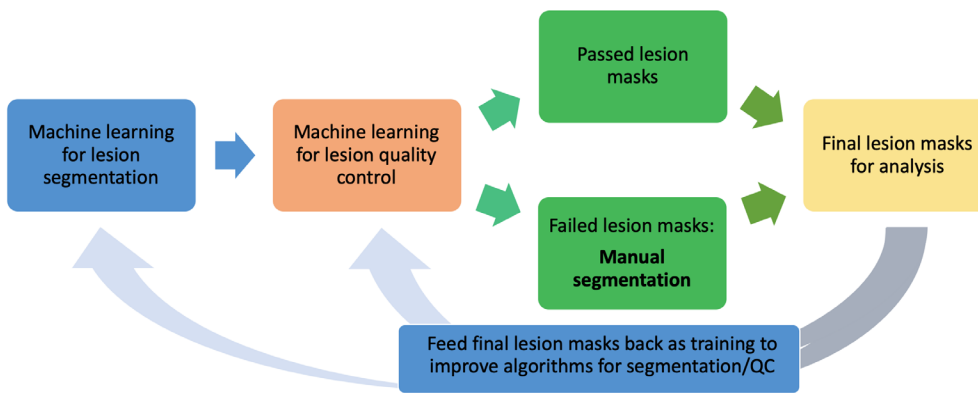 Machine learning
for lesion
segmentation
Machine learning
for lesion quality
control
Passed lesion
masks
Failed lesion masks:
Manual
segmentation
Final lesion masks
for analysis
Feed final lesion masks back as training to
improve algorithms for segmentation/QC